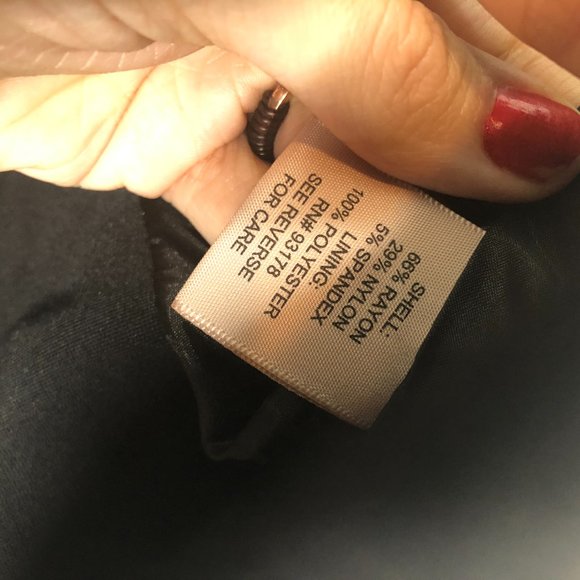 SHELL:
66% RAYON
29% NYLON
5% SPANDEX
LINING:
100% POLYESTER
RN# 93178
SEE REVERSE
FOR CARE